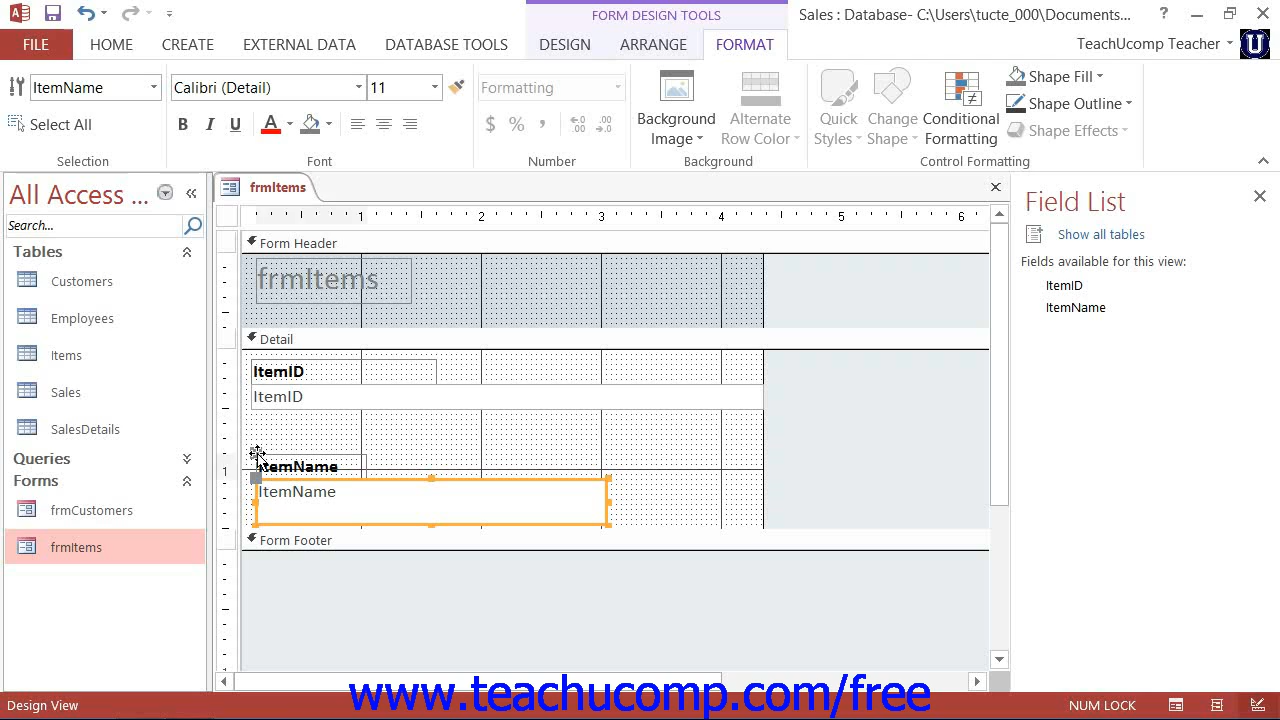 FORM DESIGN TOOLS
Sales : Database- C:\Users\tucte_000\Documents...
?
FILE HOME CREATE EXTERNAL DATA DATABASE TOOLS DESIGN ARRANGE FORMAT
TeachUcomp Teacher
ItemName
Select All
Selection
Calibri (Detail) 11
B I U A
Font
Formatting
$ % ,
Number
Background Image
Alternate Row Color
Background
Quick Styles
Change Shape
Conditional Formatting
Shape Fill
Shape Outline
Shape Effects
Control Formatting
All Access ...
Search...
Tables
Customers
Employees
Items
Sales
SalesDetails
Queries
Forms
frmCustomers
frmItems
frmItems
1 2 3 4 5 6
Form Header
frmItems
Detail
ItemID
ItemID
1
ItemName
ItemName
Form Footer
Field List
Show all tables
Fields available for this view:
ItemID
ItemName
www.teachucomp.com/free
Design View
NUM LOCK